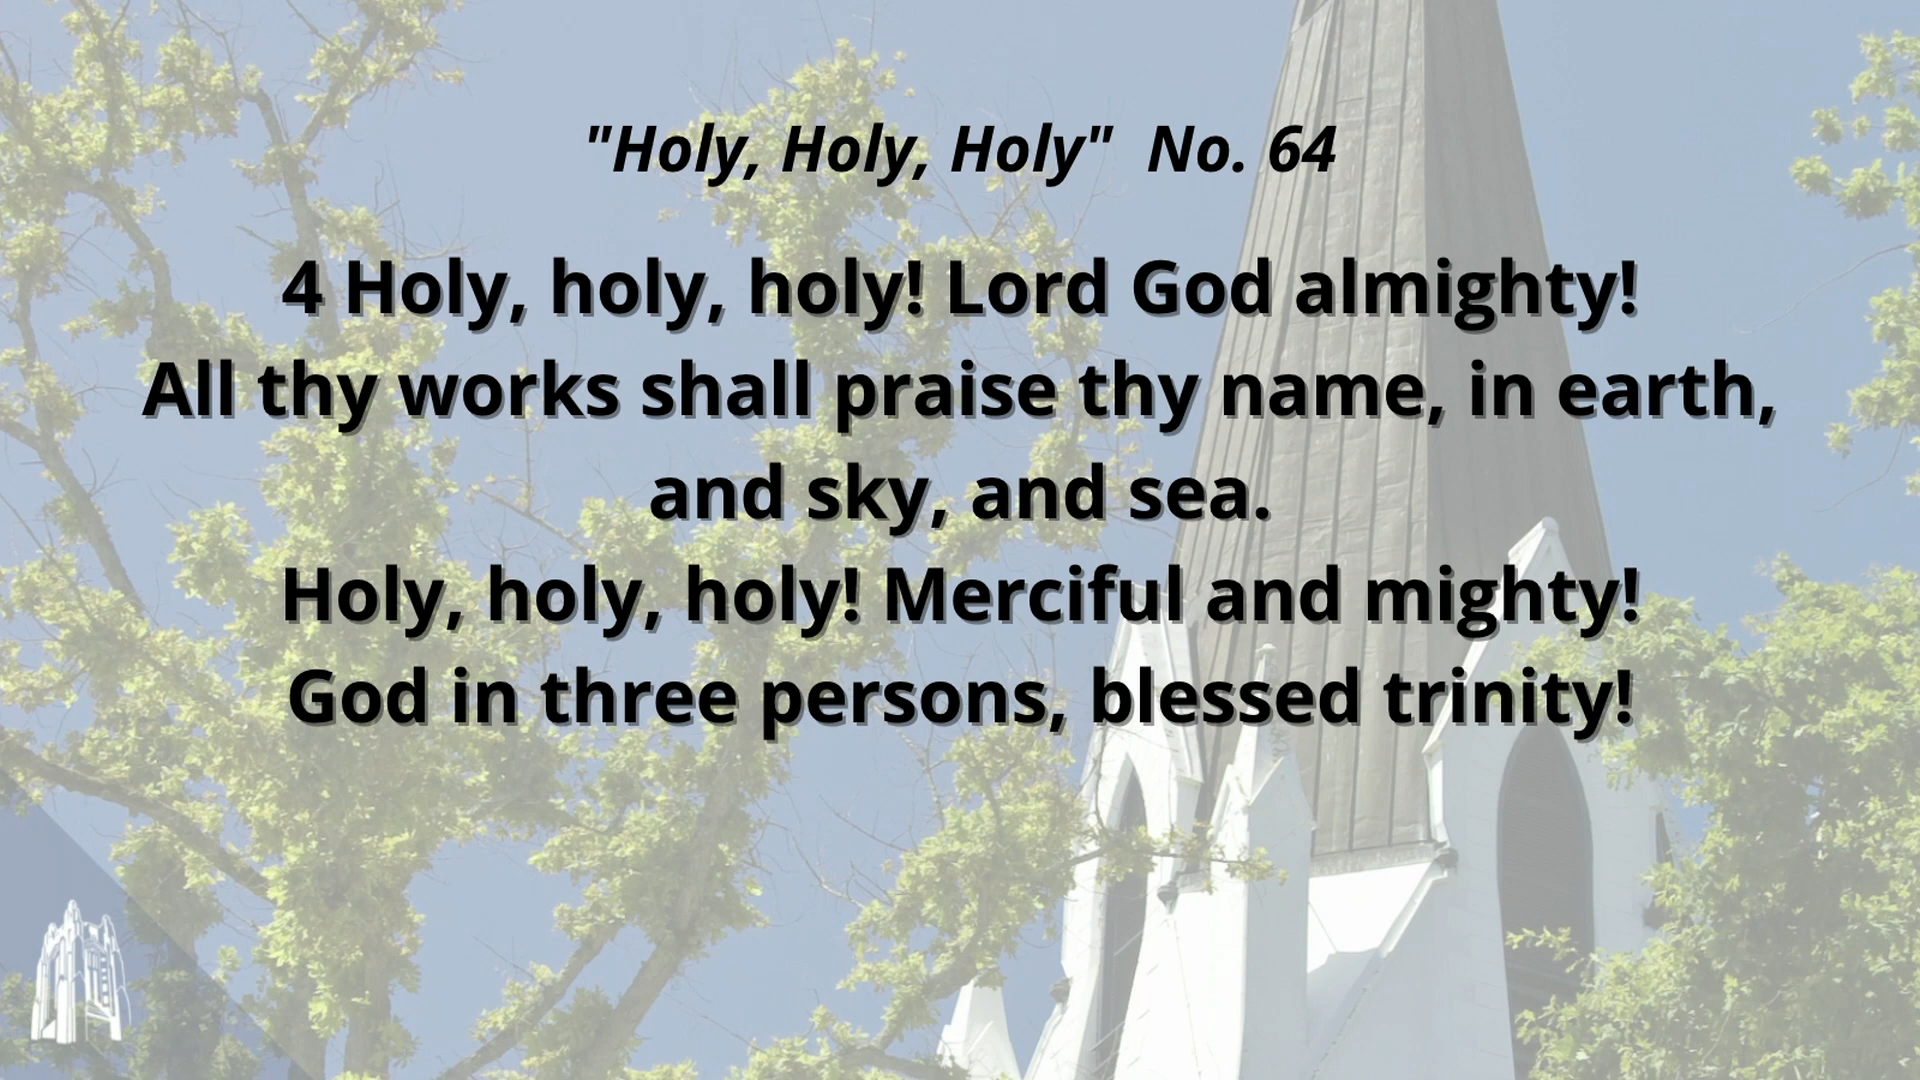 "Holy, Holy, Holy"  No. 64
4 Holy, holy, holy! Lord God almighty!
All thy works shall praise thy name, in earth,
and sky, and sea.
Holy, holy, holy! Merciful and mighty!
God in three persons, blessed trinity!